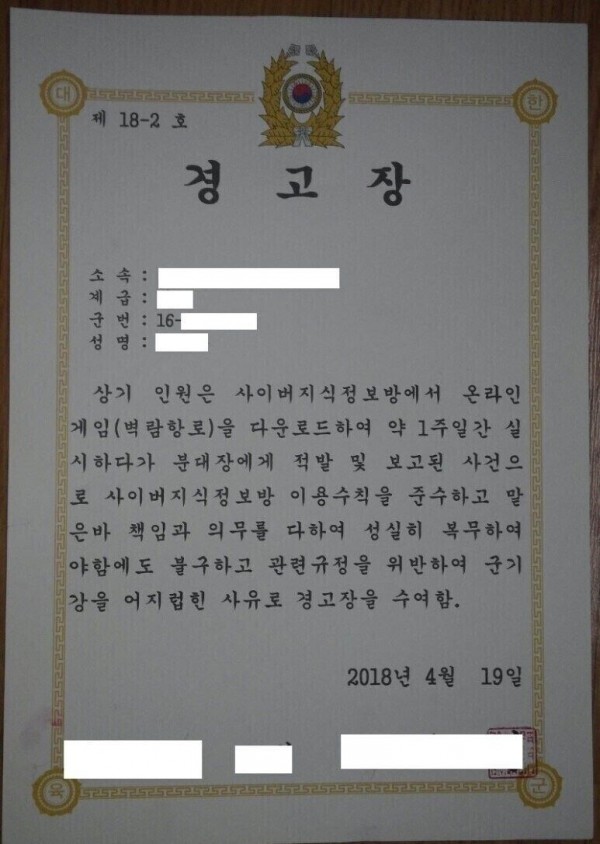 대 한
제 18-2 호
경 고 장
소 속 :
계 급 :
군 번 : 16-
성 명 :
상기 인원은 사이버지식정보방에서 온라인
게임(벽람항로)을 다운로드하여 약 1주일간 실
시하다가 분대장에게 적발 및 보고된 사건으
로 사이버지식정보방 이용수칙을 준수하고 맡
은바 책임과 의무를 다하여 성실히 복무하여
야함에도 불구하고 관련규정을 위반하여 군기
강을 어지럽힌 사유로 경고장을 수여함.
2018년 4월 19일
육 군